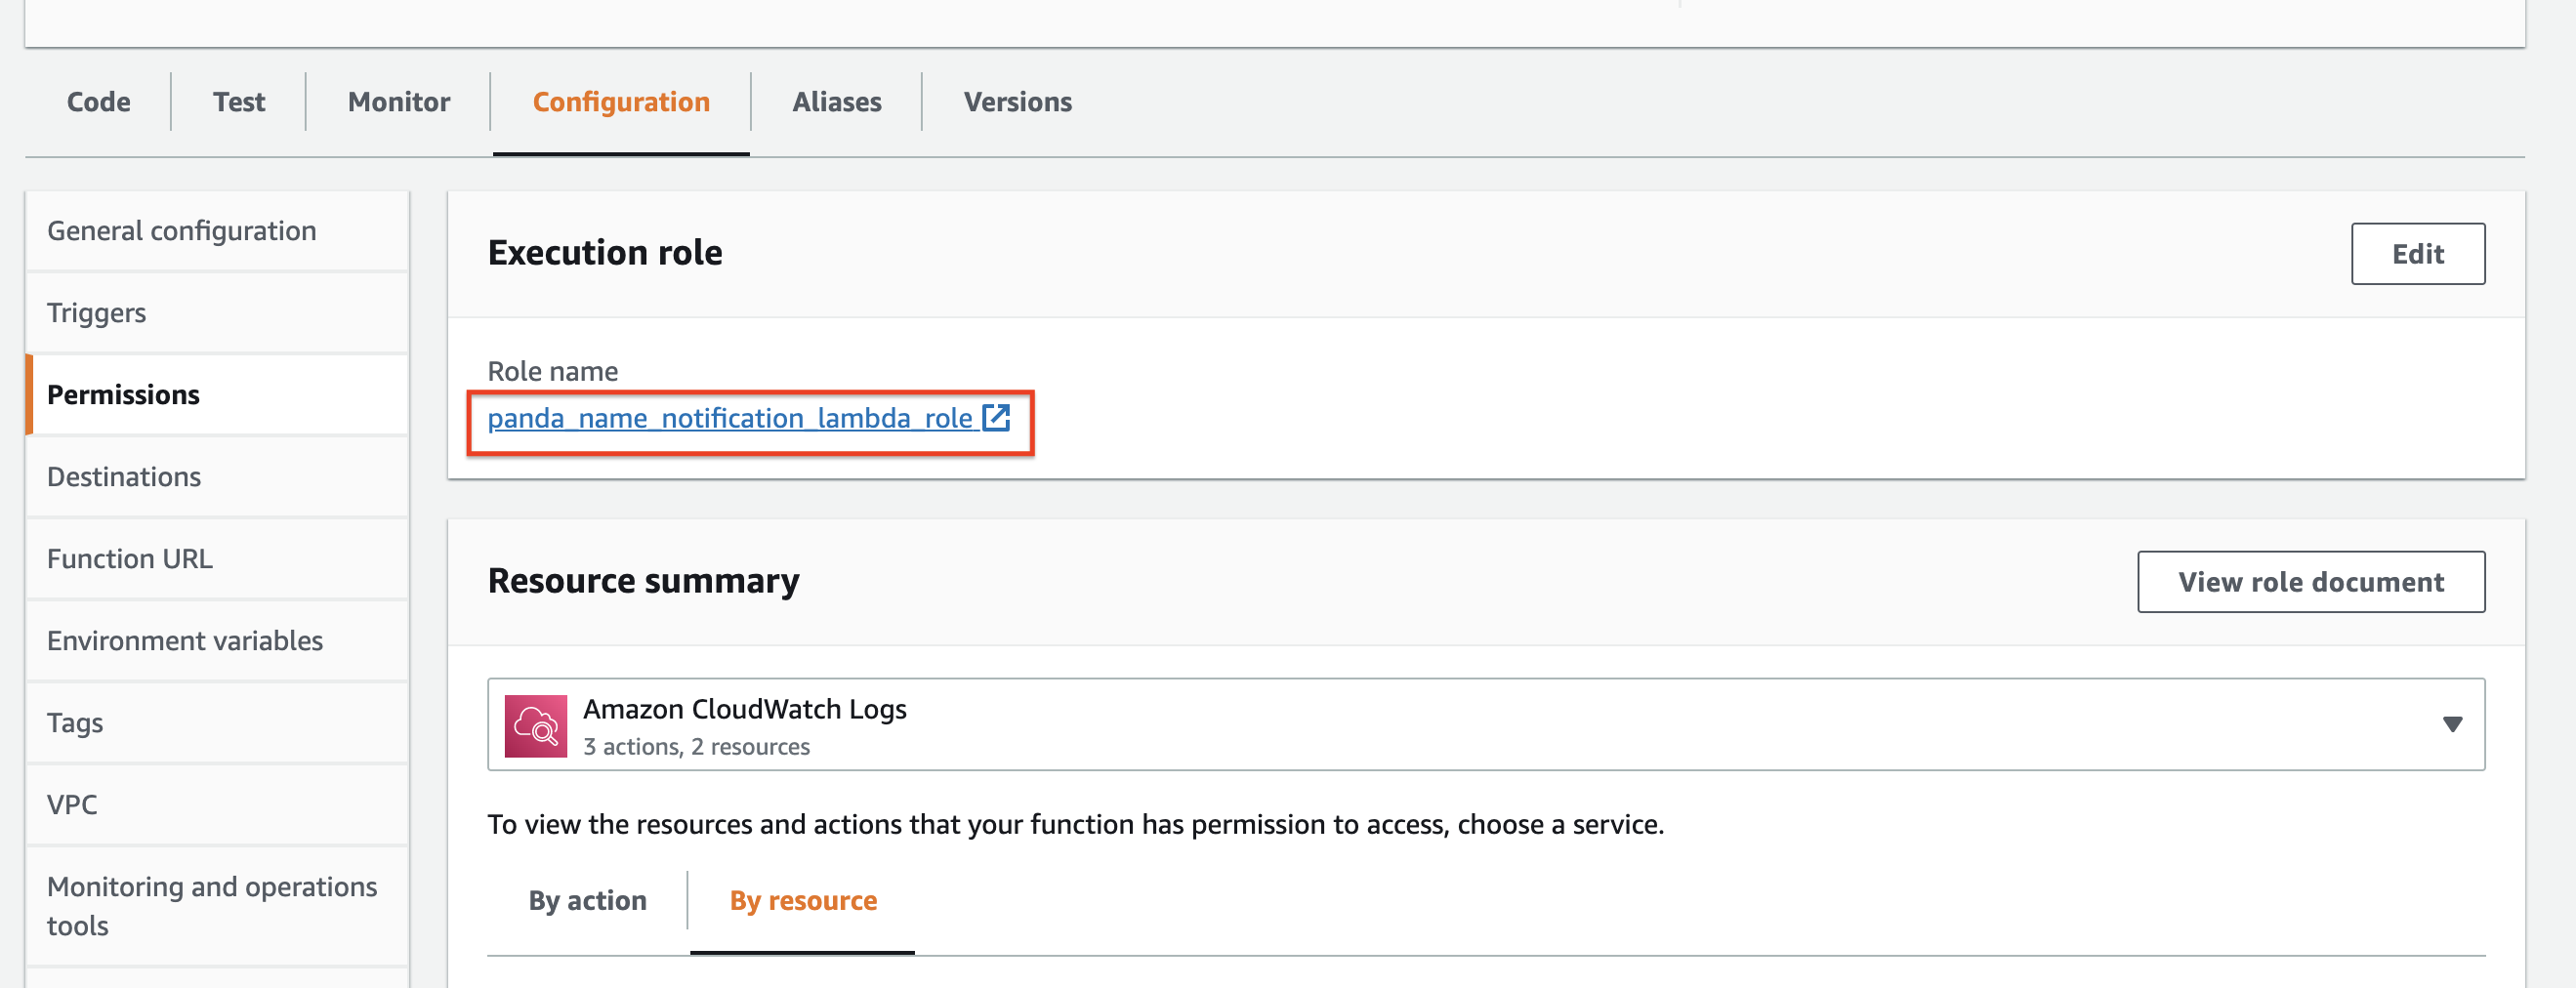 Code
Test
Monitor
Configuration
Aliases
Versions
General configuration
Triggers
Permissions
Destinations
Function URL
Environment variables
Tags
VPC
Monitoring and operations
tools
Execution role
Edit
Role name
panda_name_notification_lambda_role
Resource summary
View role document
Amazon CloudWatch Logs
3 actions, 2 resources
To view the resources and actions that your function has permission to access, choose a service.
By action
By resource